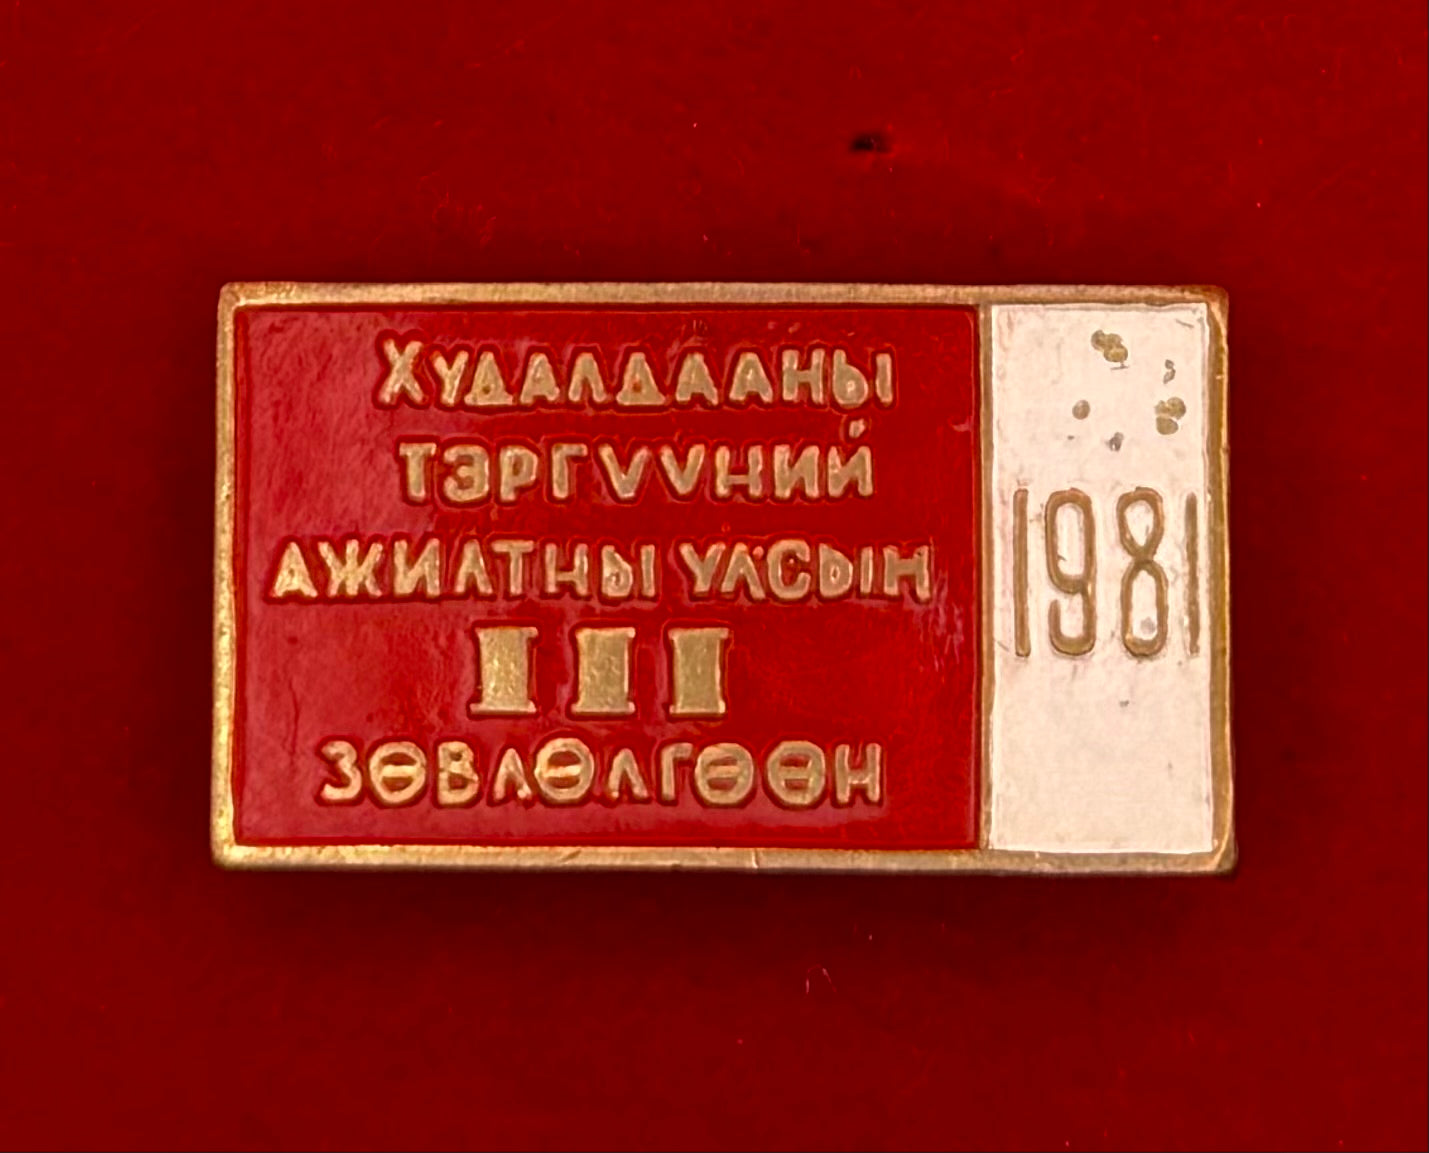 Худалдааны
тэргүүний
ажилтны улсын
III
зөвлөлгөөн
1981